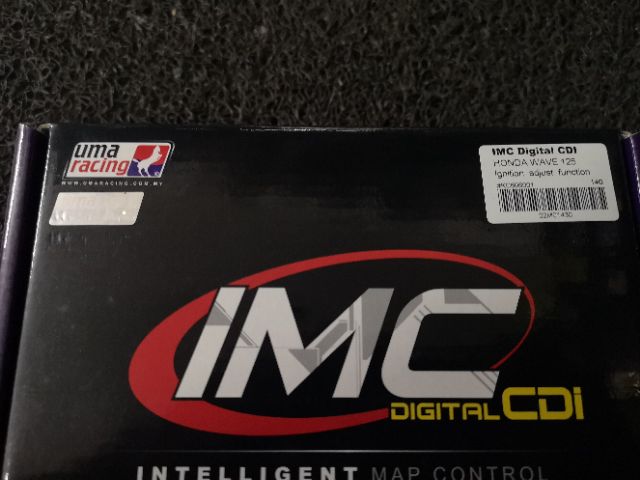 uma
racing
WWW.UMARACING.COM.MY
IMC Digital CDI
HONDA WAVE 125
Ignition adjust function
IMC
DIGITAL CDi
INTELLIGENT MAP CONTROL